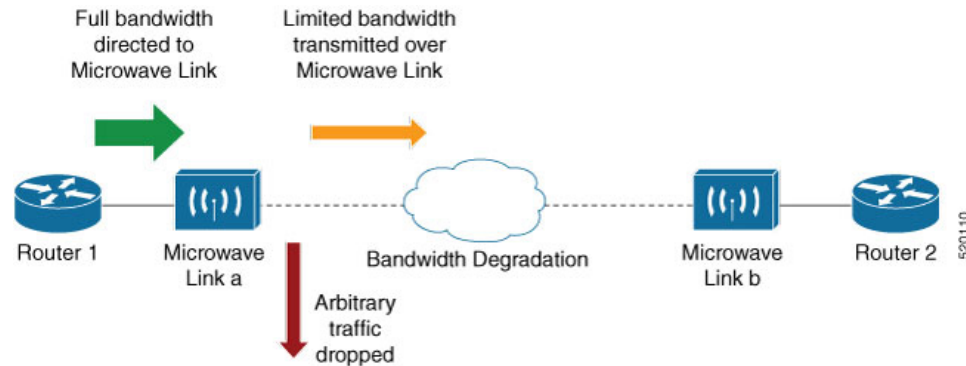 Full bandwidth
directed to
Microwave Link
Limited bandwidth
transmitted over
Microwave Link
Router 1
Microwave
Link a
Bandwidth Degradation
Microwave
Link b
Router 2
Arbitrary
traffic
dropped
520110